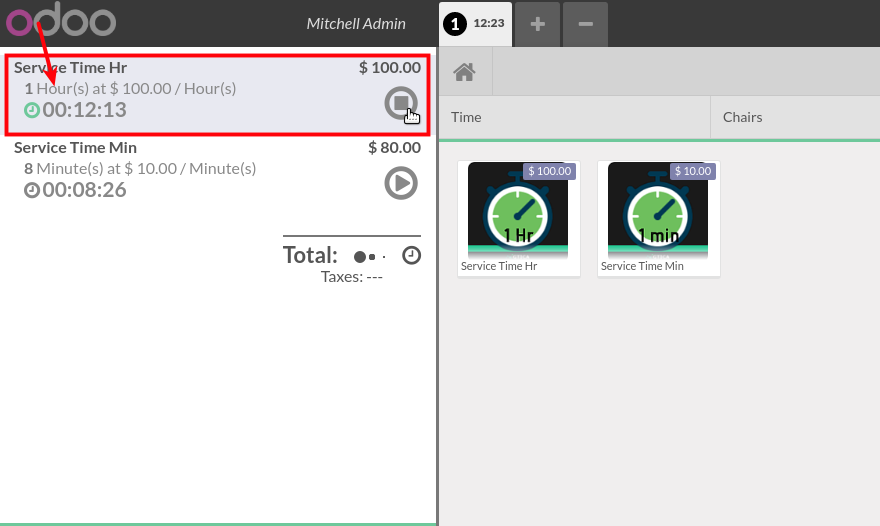 odoo
Mitchell Admin
1 12:23
Service Time Hr $ 100.00
1 Hour(s) at $ 100.00 / Hour(s)
00:12:13
Service Time Min $ 80.00
8 Minute(s) at $ 10.00 / Minute(s)
00:08:26
Total:
Taxes: ---
Time Chairs
$ 100.00
1 Hr
Service Time Hr
$ 10.00
1 min
Service Time Min